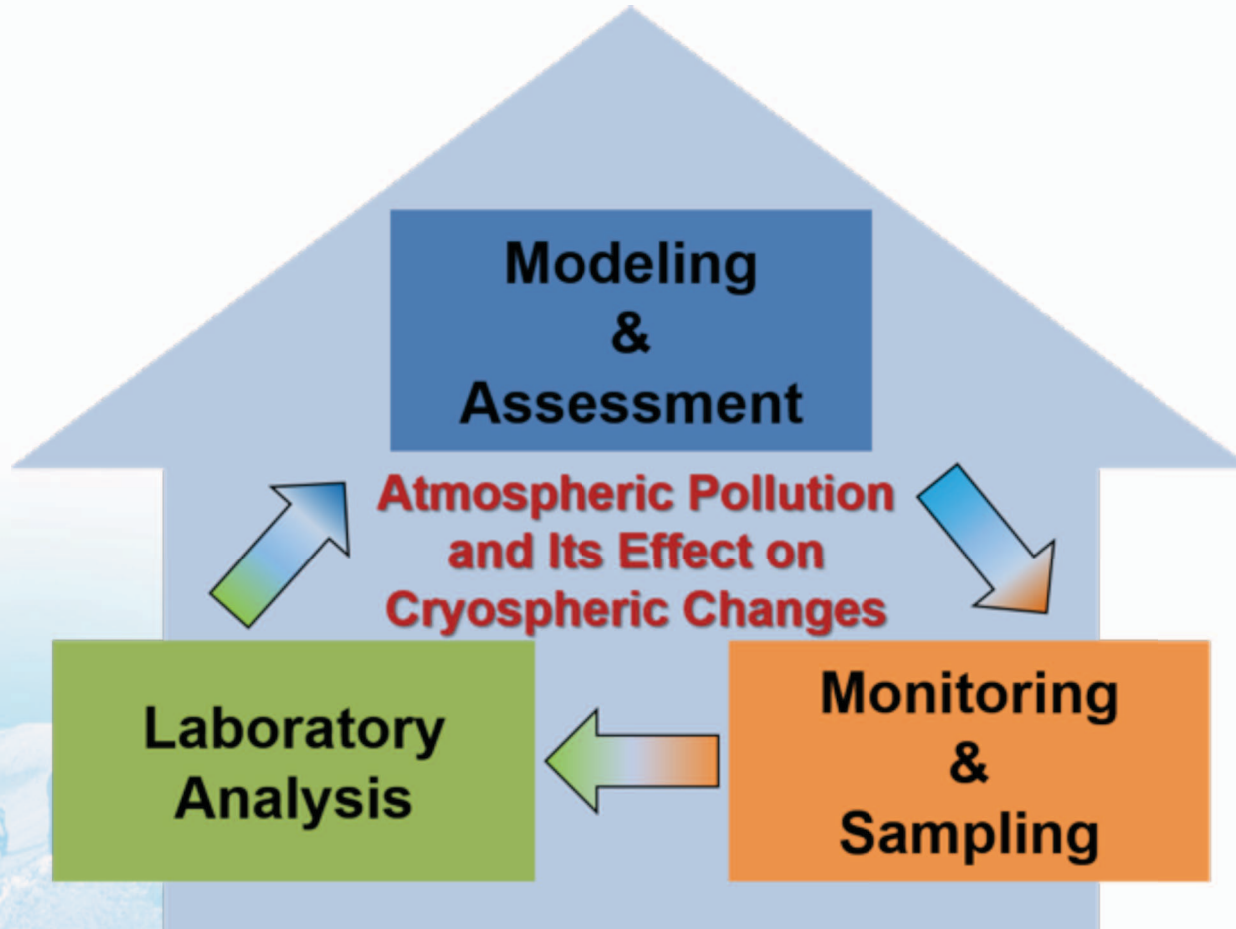 Modeling
&
Assessment
Atmospheric Pollution
and Its Effect on
Cryospheric Changes
Laboratory
Analysis
Monitoring
&
Sampling